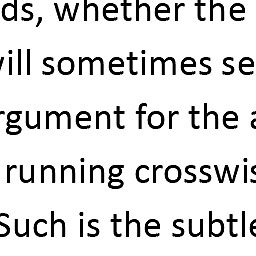 ds, whether the
will sometimes se
rgument for the a
running crosswis
Such is the subtle